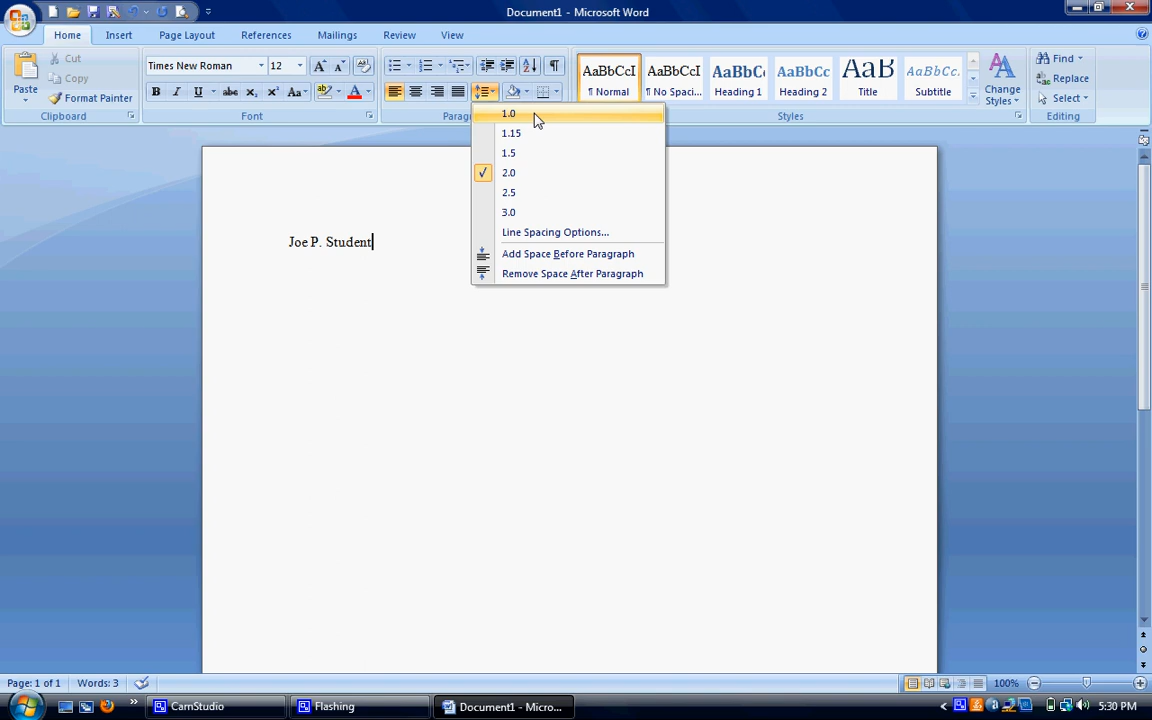 Document1 - Microsoft Word
Home Insert Page Layout References Mailings Review View
Paste
Cut
Copy
Format Painter
Clipboard
Times New Roman 12
B I U abc x₂ x² Aa
Font
Paragr
AaBbCcI AaBbCcI AaBbC AaBbCc AaB AaBbCc.
¶ Normal ¶ No Spaci... Heading 1 Heading 2 Title Subtitle
Change Styles
Styles
Find
Replace
Select
Editing
1.0
1.15
1.5
2.0
2.5
3.0
Line Spacing Options...
Add Space Before Paragraph
Remove Space After Paragraph
Joe P. Student
Page: 1 of 1 Words: 3 100%
CamStudio Flashing Document1 - Micro... 5:30 PM